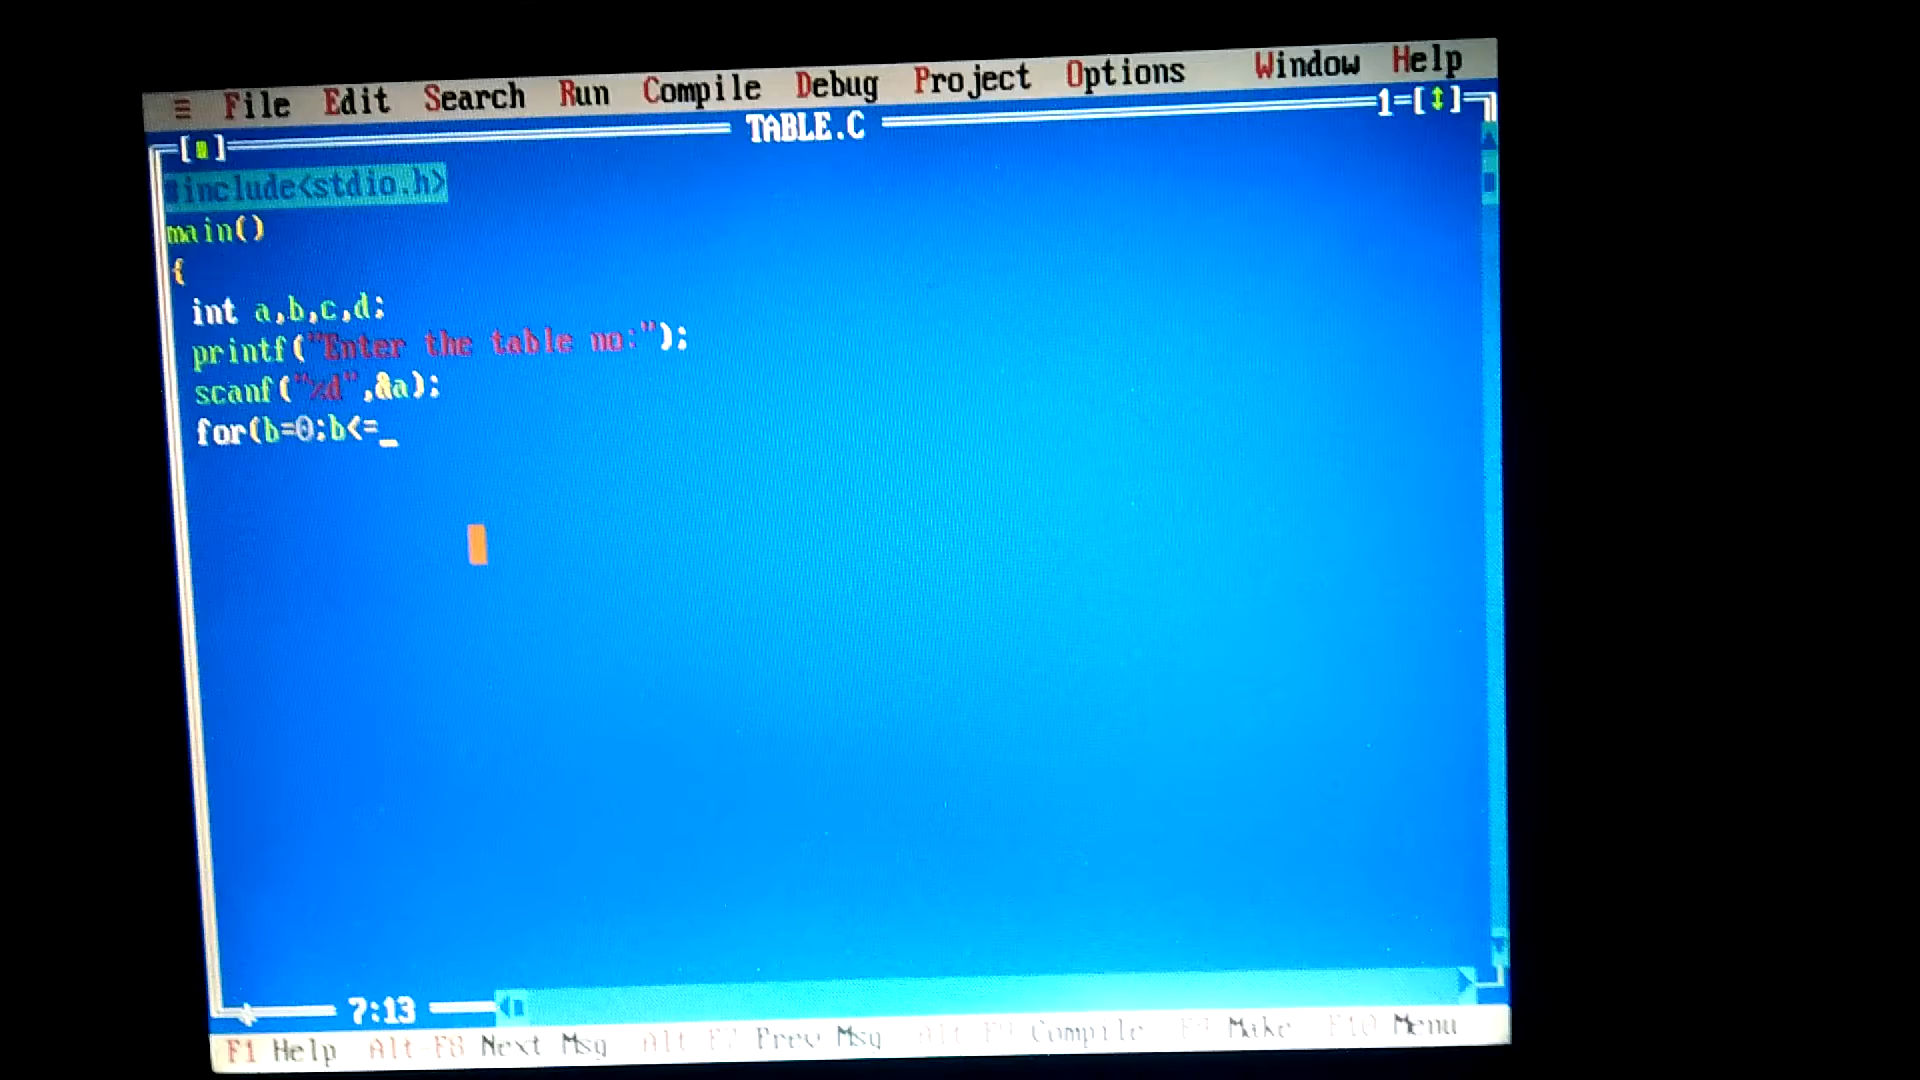 ≡ File Edit Search Run Compile Debug Project Options Window Help
[■] TABLE.C 1=[↕]
#include<stdio.h>
main()
{
int a,b,c,d;
printf("Enter the table no:");
scanf("%d",&a);
for(b=0;b<=_
7:13
F1 Help Alt F8 Next Msg Alt F7 Prev Msg Alt F9 Compile F9 Make F10 Menu